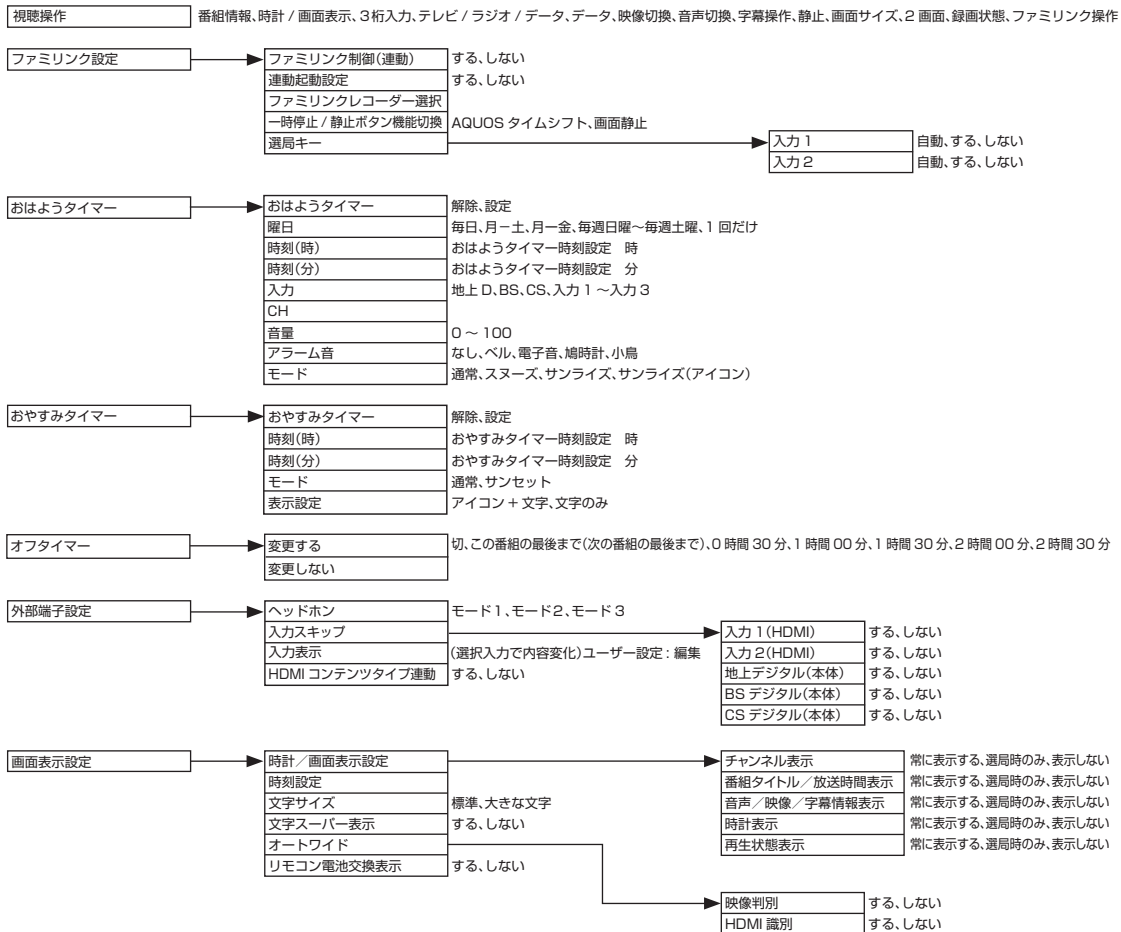 視聴操作 番組情報、時計 / 画面表示、3桁入力、テレビ / ラジオ / データ、データ、映像切換、音声切換、字幕操作、静止、画面サイズ、2 画面、録画状態、ファミリンク操作
ファミリンク設定 ファミリンク制御(連動) する、しない
連動起動設定 する、しない
ファミリンクレコーダー選択
一時停止 / 静止ボタン機能切換 AQUOS タイムシフト、画面静止
選局キー 入力 1 自動、する、しない
入力 2 自動、する、しない
おはようタイマー おはようタイマー 解除、設定
曜日 毎日、月−土、月ー金、毎週日曜〜毎週土曜、1 回だけ
時刻(時) おはようタイマー時刻設定 時
時刻(分) おはようタイマー時刻設定 分
入力 地上 D、BS、CS、入力 1 〜入力 3
CH
音量 0 〜 100
アラーム音 なし、ベル、電子音、鳩時計、小鳥
モード 通常、スヌーズ、サンライズ、サンライズ(アイコン)
おやすみタイマー おやすみタイマー 解除、設定
時刻(時) おやすみタイマー時刻設定 時
時刻(分) おやすみタイマー時刻設定 分
モード 通常、サンセット
表示設定 アイコン + 文字、文字のみ
オフタイマー 変更する 切、この番組の最後まで(次の番組の最後まで)、0 時間 30 分、1 時間 00 分、1 時間 30 分、2 時間 00 分、2 時間 30 分
変更しない
外部端子設定 ヘッドホン モード1、モード2、モード3
入力スキップ 入力 1(HDMI) する、しない
入力表示 (選択入力で内容変化)ユーザー設定 : 編集 入力 2(HDMI) する、しない
HDMI コンテンツタイプ連動 する、しない 地上デジタル(本体) する、しない
BS デジタル(本体) する、しない
CS デジタル(本体) する、しない
画面表示設定 時計／画面表示設定 チャンネル表示 常に表示する、選局時のみ、表示しない
時刻設定 番組タイトル／放送時間表示 常に表示する、選局時のみ、表示しない
文字サイズ 標準、大きな文字 音声／映像／字幕情報表示 常に表示する、選局時のみ、表示しない
文字スーパー表示 する、しない 時計表示 常に表示する、選局時のみ、表示しない
オートワイド 再生状態表示 常に表示する、選局時のみ、表示しない
リモコン電池交換表示 する、しない
映像判別 する、しない
HDMI 識別 する、しない